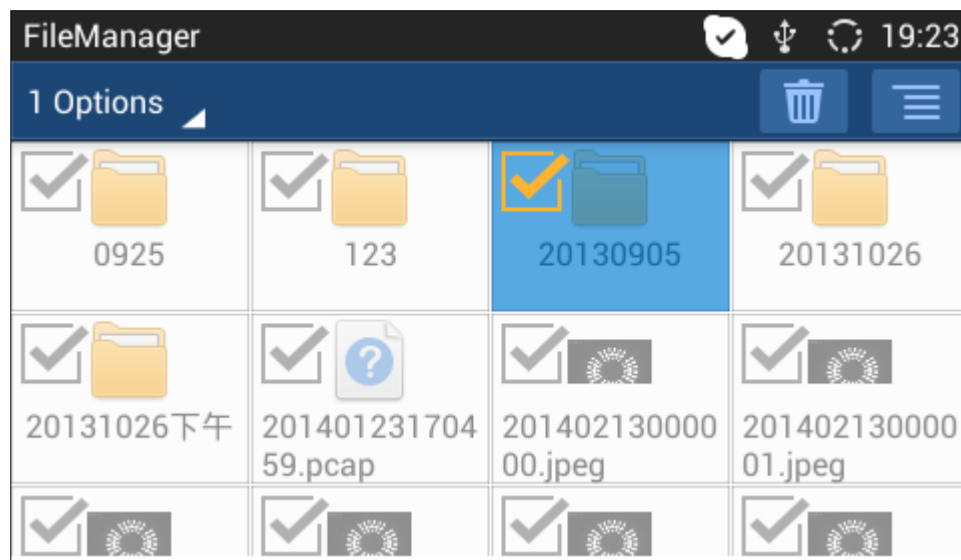 FileManager 19:23
1 Options
0925 123 20130905 20131026
20131026下午 201401231704 201402130000 201402130000
59.pcap 00.jpeg 01.jpeg